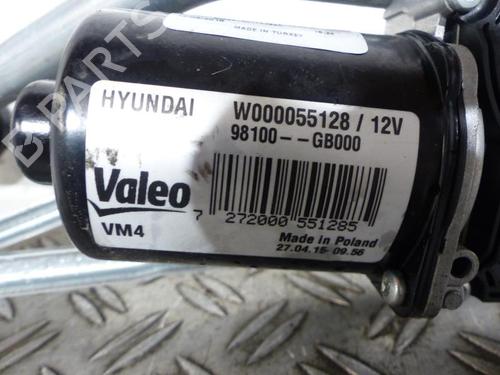 MADE IN TURKEY
HYUNDAI W000055128 / 12V
98100--GB000
Valeo
VM4
7 272000 551285
Made in Poland
27.04.15-09.56